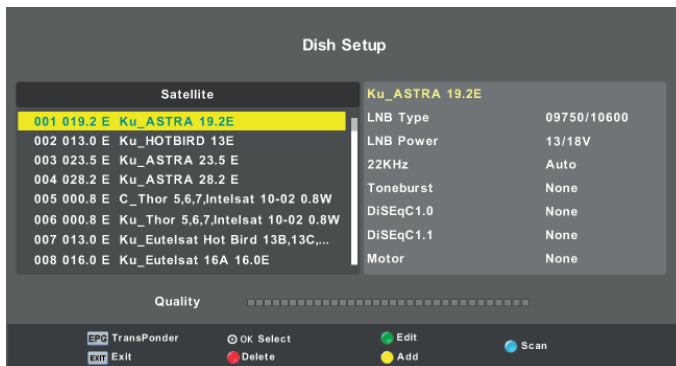 Dish Setup
Satellite
001 019.2 E Ku_ASTRA 19.2E
002 013.0 E Ku_HOTBIRD 13E
003 023.5 E Ku_ASTRA 23.5 E
004 028.2 E Ku_ASTRA 28.2 E
005 000.8 E C_Thor 5,6,7,Intelsat 10-02 0.8W
006 000.8 E Ku_Thor 5,6,7,Intelsat 10-02 0.8W
007 013.0 E Ku_Eutelsat Hot Bird 13B,13C,...
008 016.0 E Ku_Eutelsat 16A 16.0E
Ku_ASTRA 19.2E
LNB Type 09750/10600
LNB Power 13/18V
22KHz Auto
Toneburst None
DiSEqC1.0 None
DiSEqC1.1 None
Motor None
Quality
EPG TransPonder OK Select Edit Scan
EXIT Exit Delete Add